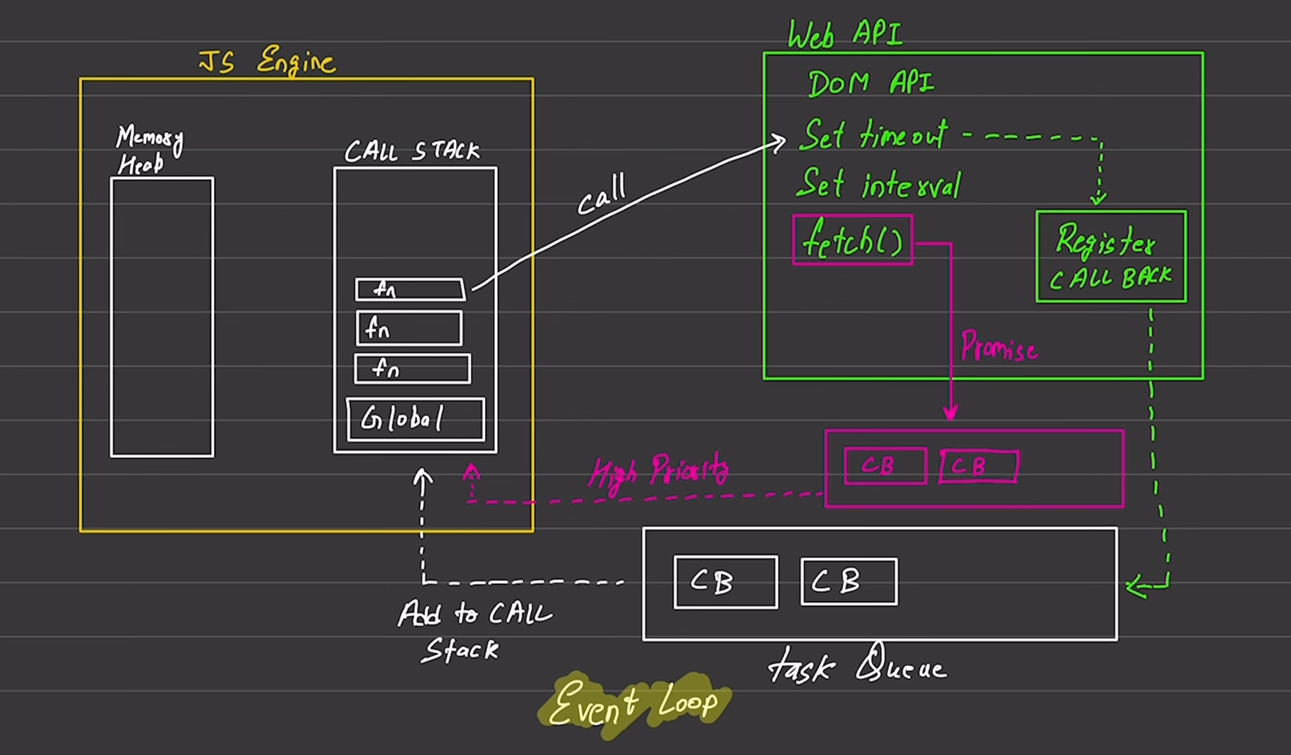 JS Engine
Memory
Heap
CALL STACK
fn
fn
fn
Global
call
Web API
DOM API
Set timeout
Set interval
fetch()
Register
CALL BACK
Promise
CB CB
High Priority
CB CB
Add to CALL
Stack
task Queue
Event Loop